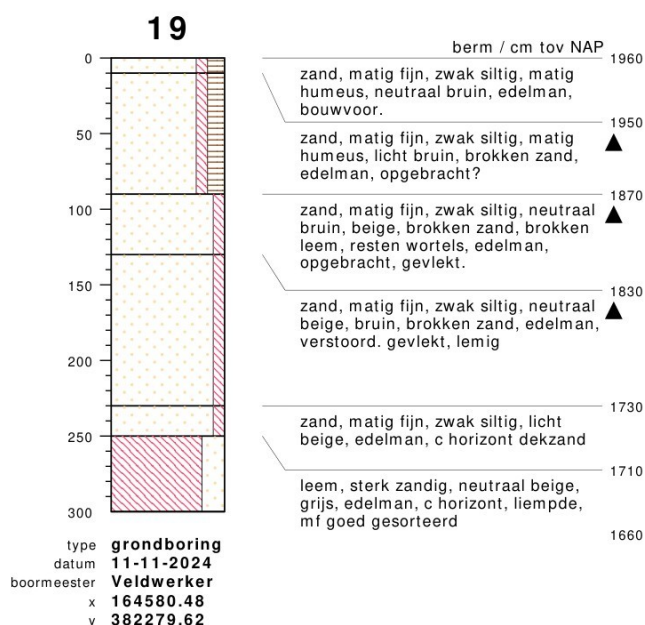 19
berm / cm tov NAP
0
1960
zand, matig fijn, zwak siltig, matig
humeus, neutraal bruin, edelman,
bouwvoor.
1950
zand, matig fijn, zwak siltig, matig
humeus, licht bruin, brokken zand,
edelman, opgebracht?
50
1870
zand, matig fijn, zwak siltig, neutraal
bruin, beige, brokken zand, brokken
leem, resten wortels, edelman,
opgebracht, gevlekt.
100
1830
zand, matig fijn, zwak siltig, neutraal
beige, bruin, brokken zand, edelman,
verstoord. gevlekt, lemig
150
200
1730
zand, matig fijn, zwak siltig, licht
beige, edelman, c horizont dekzand
250
1710
leem, sterk zandig, neutraal beige,
grijs, edelman, c horizont, liempde,
mf goed gesorteerd
300
1660
type grondboring
datum 11-11-2024
boormeester Veldwerker
x 164580.48
y 382279.62